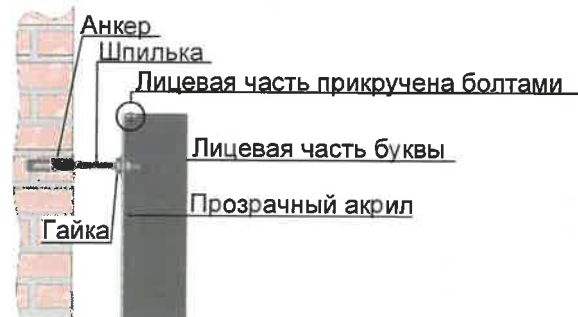 Анкер
Шпилька
Лицевая часть прикручена болтами
Лицевая часть буквы
Прозрачный акрил
Гайка